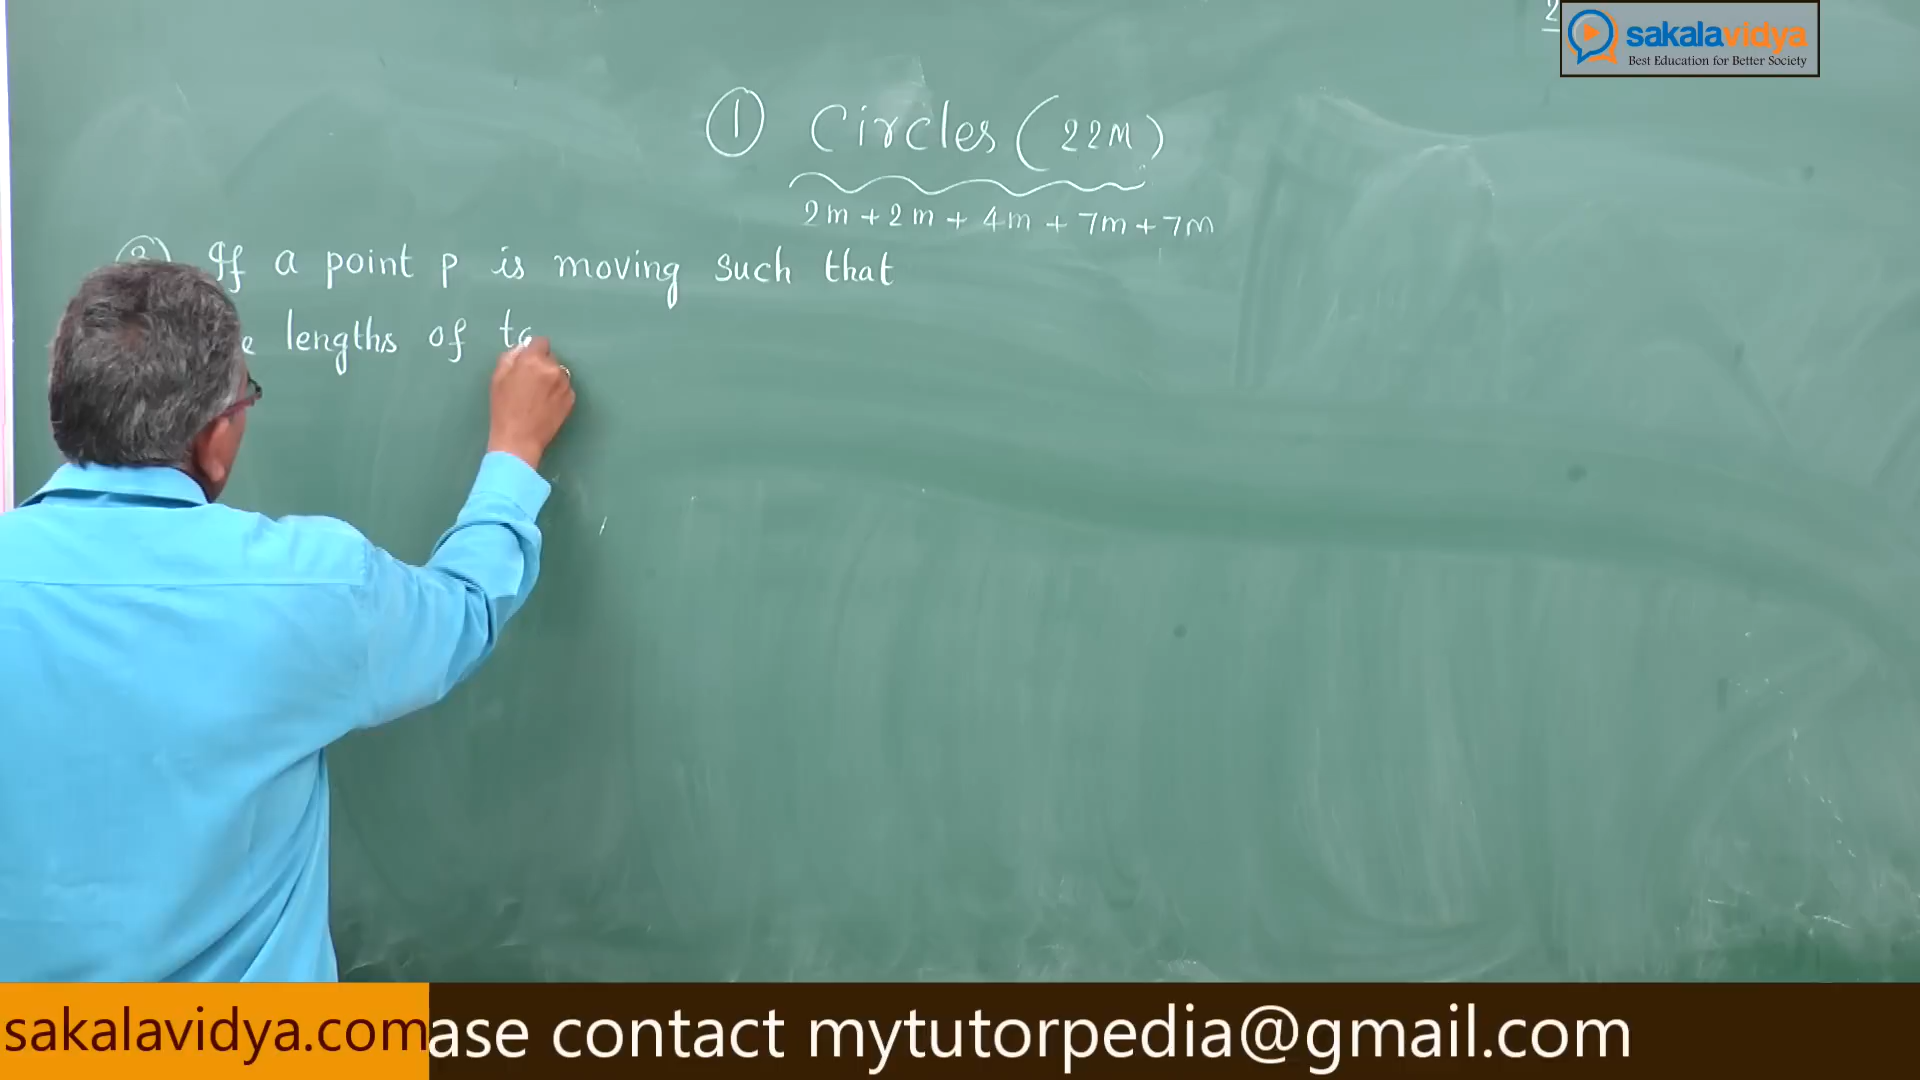 2
sakalavidya
Best Education for Better Society
1 Circles (22M)
2m + 2m + 4m + 7m + 7m
If a point p is moving such that
lengths of
sakalavidya.com
ase contact mytutorpedia@gmail.com